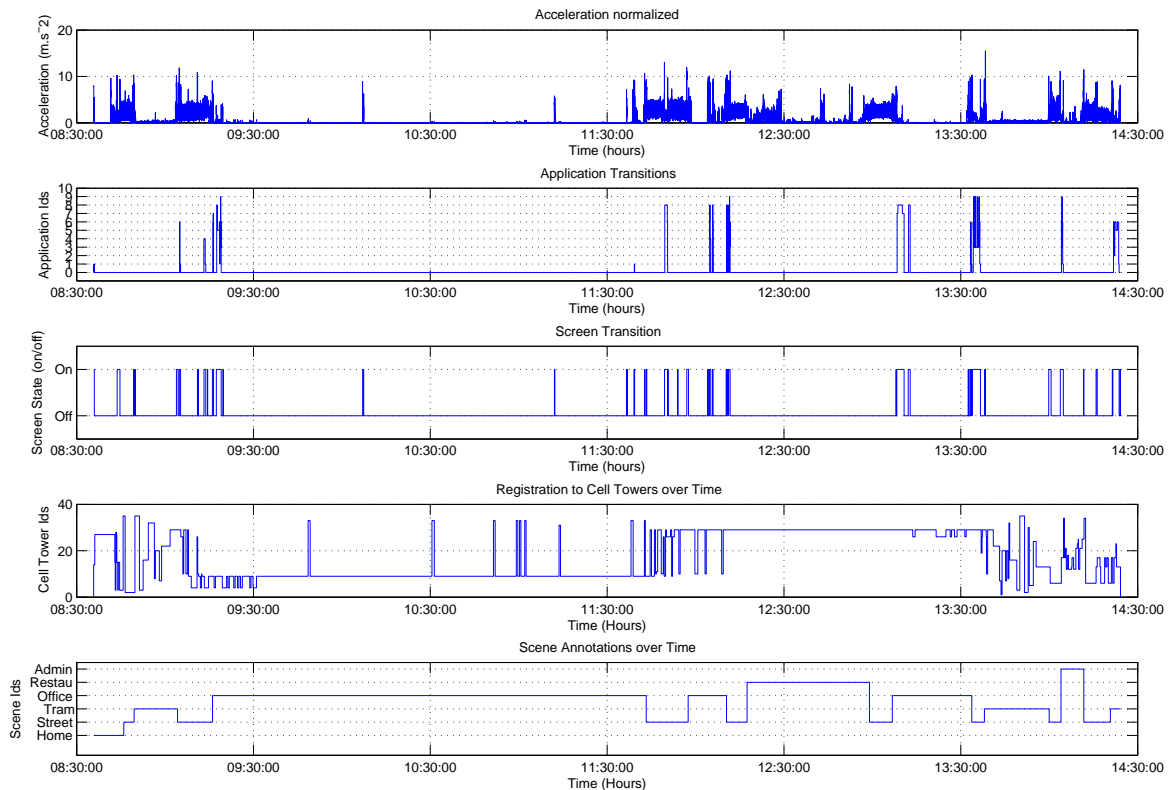 Acceleration normalized
Acceleration (m.s⁻2)
20
10
0
08:30:00 09:30:00 10:30:00 11:30:00 12:30:00 13:30:00 14:30:00
Time (hours)
Application Transitions
Application Ids
10
9
8
7
6
5
4
3
2
1
0
08:30:00 09:30:00 10:30:00 11:30:00 12:30:00 13:30:00 14:30:00
Time (hours)
Screen Transition
Screen State (on/off)
On
Off
08:30:00 09:30:00 10:30:00 11:30:00 12:30:00 13:30:00 14:30:00
Time (hours)
Registration to Cell Towers over Time
Cell Tower Ids
40
20
0
08:30:00 09:30:00 10:30:00 11:30:00 12:30:00 13:30:00 14:30:00
Time (Hours)
Scene Annotations over Time
Scene Ids
Admin
Restau
Office
Tram
Street
Home
08:30:00 09:30:00 10:30:00 11:30:00 12:30:00 13:30:00 14:30:00
Time (Hours)